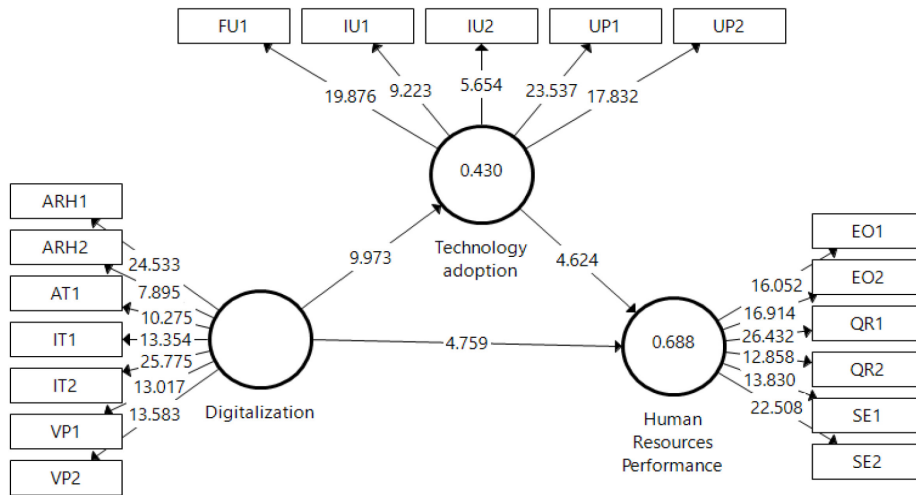 FU1
IU1
IU2
UP1
UP2
19.876
9.223
5.654
23.537
17.832
0.430
Technology
adoption
ARH1
ARH2
AT1
IT1
IT2
VP1
VP2
24.533
7.895
10.275
13.354
25.775
13.017
13.583
Digitalization
9.973
4.624
4.759
0.688
Human
Resources
Performance
16.052
16.914
26.432
12.858
13.830
22.508
EO1
EO2
QR1
QR2
SE1
SE2